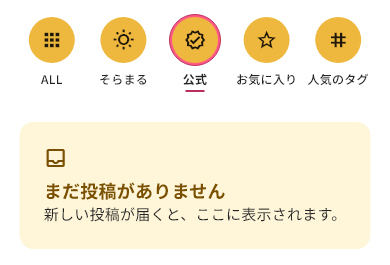 ALL
そらまる
公式
お気に入り
人気のタグ
まだ投稿がありません
新しい投稿が届くと、ここに表示されます。